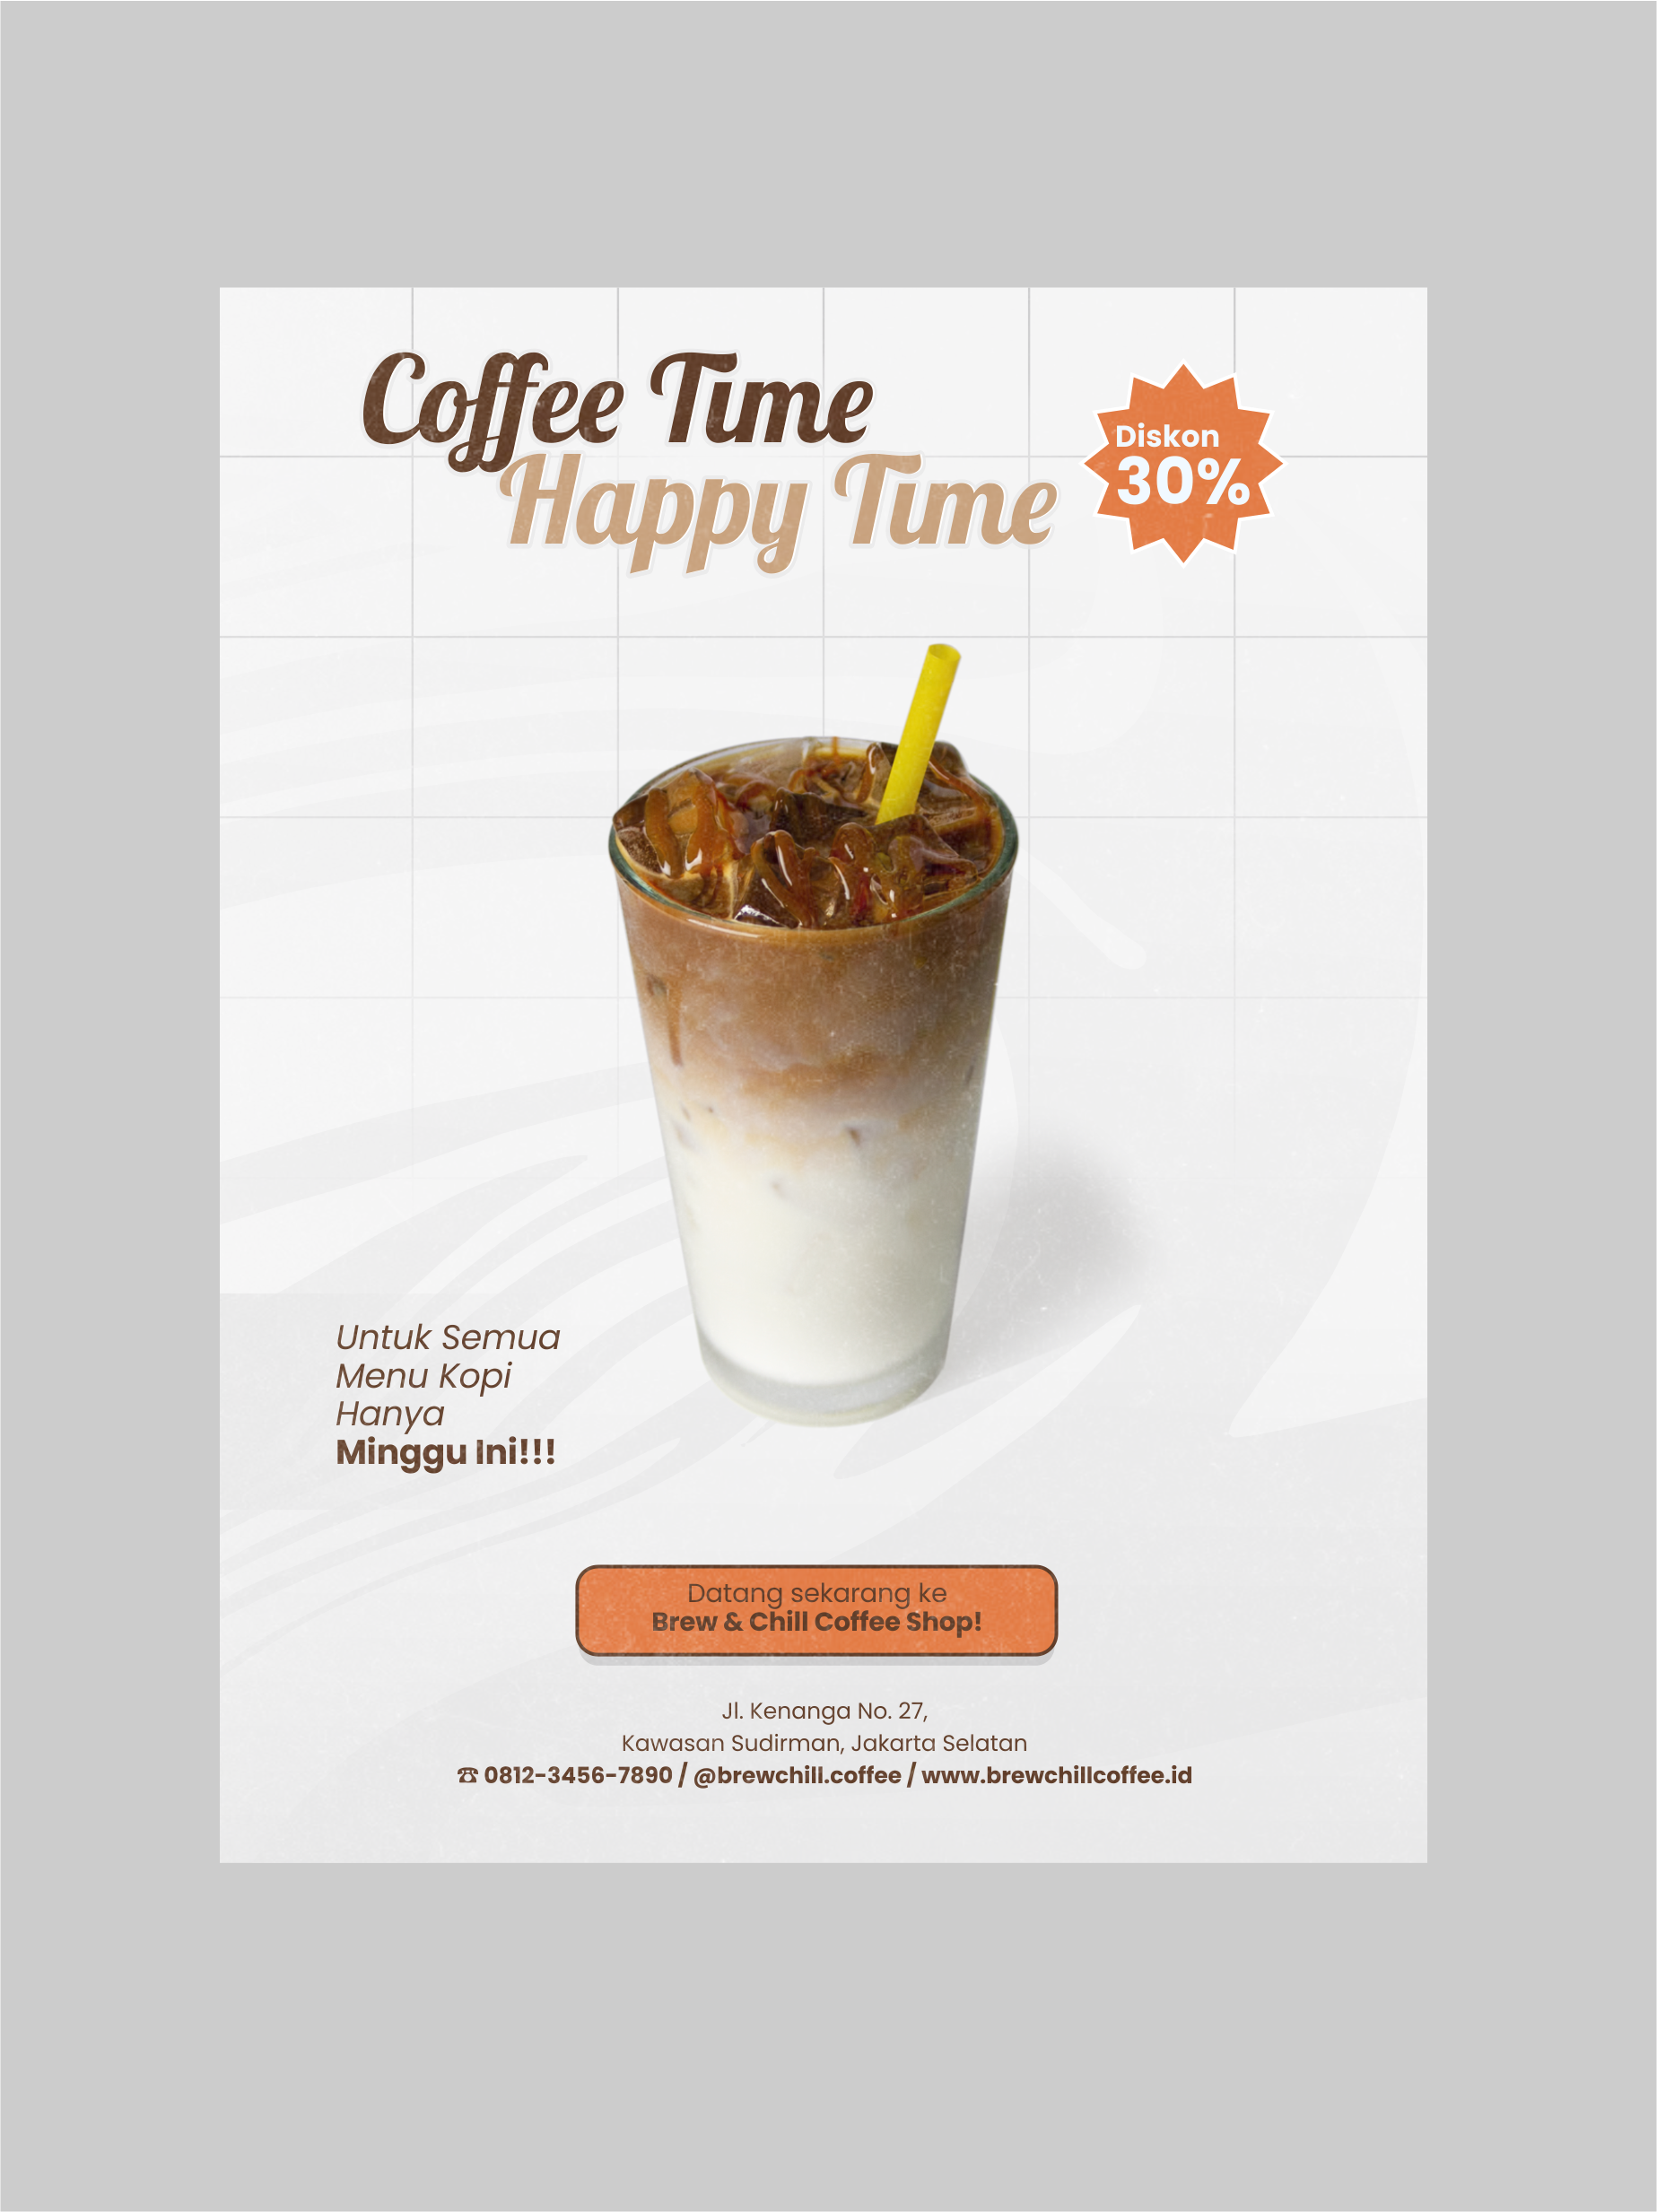 Coffee Time
Happy Time
Diskon
30%
Untuk Semua
Menu Kopi
Hanya
Minggu Ini!!!
Datang sekarang ke
Brew & Chill Coffee Shop!
Jl. Kenanga No. 27,
Kawasan Sudirman, Jakarta Selatan
☎ 0812-3456-7890 / @brewchill.coffee / www.brewchillcoffee.id